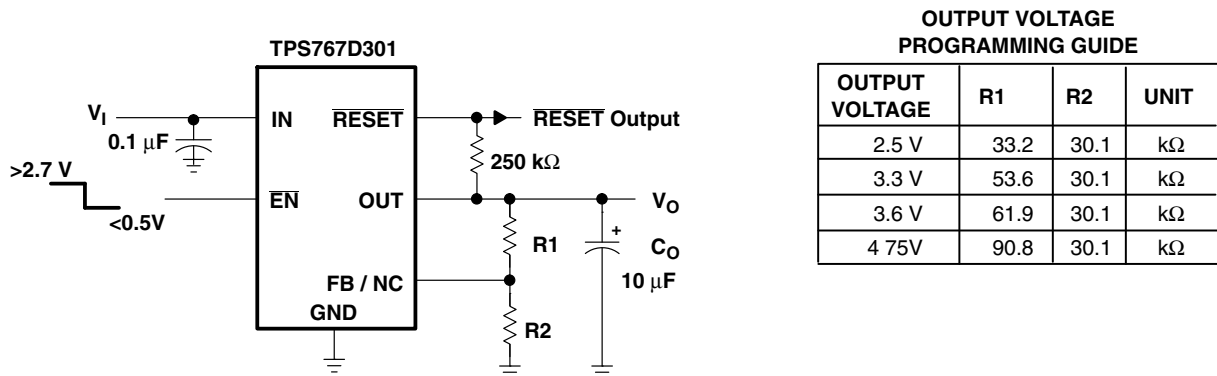 TPS767D301
V_I
0.1 μF
>2.7 V
<0.5V
IN
RESET
EN
OUT
FB / NC
GND
RESET Output
250 kΩ
V_O
R1
C_O
+
10 μF
R2
OUTPUT VOLTAGE
PROGRAMMING GUIDE
OUTPUT VOLTAGE R1 R2 UNIT
2.5 V 33.2 30.1 kΩ
3.3 V 53.6 30.1 kΩ
3.6 V 61.9 30.1 kΩ
4 75V 90.8 30.1 kΩ